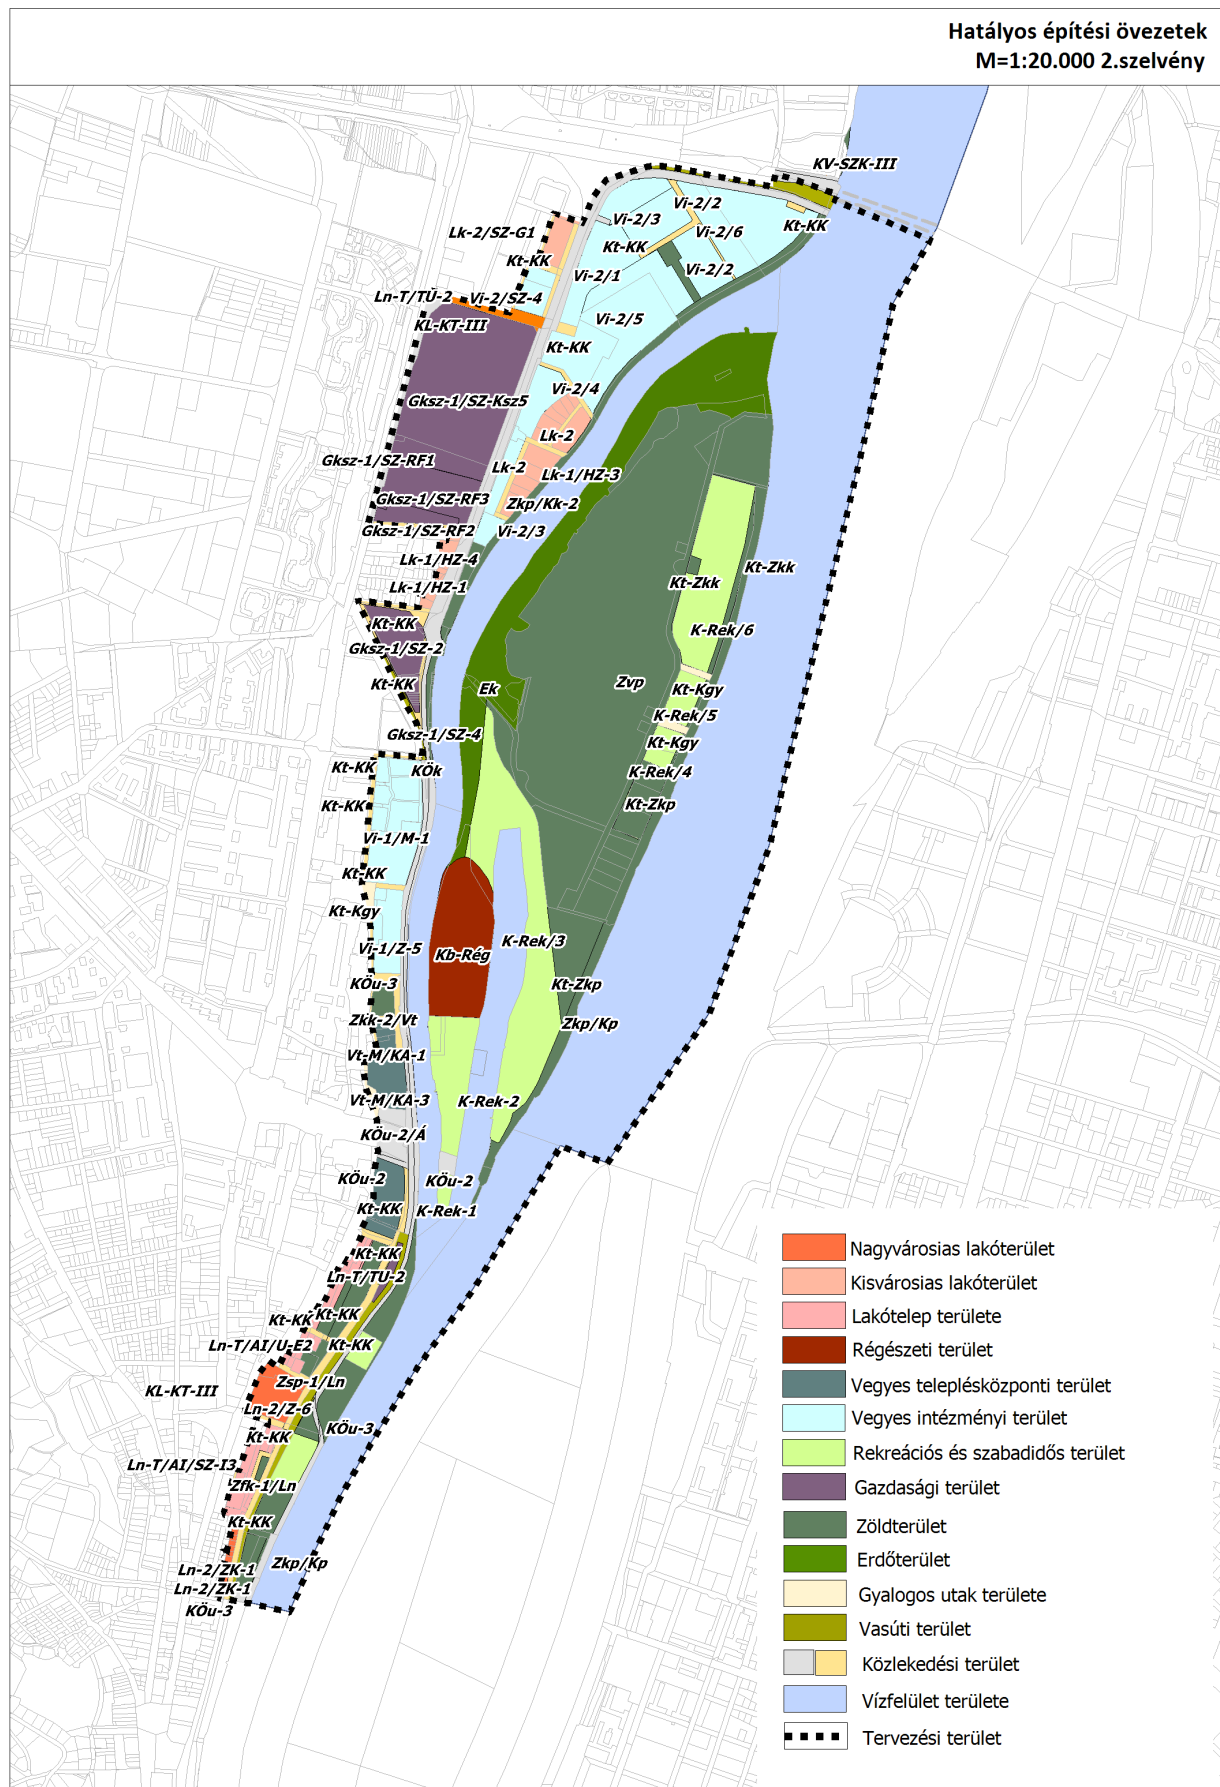 Hatályos építési övezetek
M=1:20.000 2.szelvény
KV-SZK-III
Vi-2/2
Vi-2/3
Kt-KK
Lk-2/SZ-G1
Vi-2/6
Kt-KK
Kt-KK
Vi-2/2
Vi-2/1
Ln-T/TÜ-2
Vi-2/SZ-4
Vi-2/5
KL-KT-III
Kt-KK
Vi-2/4
Gksz-1/SZ-Ksz5
Lk-2
Gksz-1/SZ-RF1
Lk-2
Lk-1/HZ-3
Gksz-1/SZ-RF3
Zkp/Kk-2
Gksz-1/SZ-RF2
Vi-2/3
Lk-1/HZ-4
Kt-Zkk
Kt-Zkk
Lk-1/HZ-1
Kt-KK
K-Rek/6
Gksz-1/SZ-2
Kt-KK
Ek
Zvp
Kt-Kgy
K-Rek/5
Gksz-1/SZ-4
Kt-Kgy
Kt-KK
KÖk
K-Rek/4
Kt-KK
Kt-Zkp
Vi-1/M-1
Kt-KK
Kt-Kgy
K-Rek/3
Vi-1/Z-5
Kb-Rég
KÖu-3
Kt-Zkp
Zkk-2/Vt
Zkp/Kp
Vt-M/KA-1
Vt-M/KA-3
K-Rek-2
KÖu-2/Á
KÖu-2
KÖu-2
Kt-KK
K-Rek-1
Kt-KK
Ln-T/TU-2
Kt-KK
Kt-KK
Ln-T/AI/U-E2
Kt-KK
Zsp-1/Ln
KL-KT-III
Ln-2/Z-6
KÖu-3
Kt-KK
Ln-T/AI/SZ-I3
Zfk-1/Ln
Kt-KK
Zkp/Kp
Ln-2/ZK-1
Ln-2/ZK-1
KÖu-3
Nagyvárosias lakóterület
Kisvárosias lakóterület
Lakótelep területe
Régészeti terület
Vegyes teleplésközponti terület
Vegyes intézményi terület
Rekreációs és szabadidős terület
Gazdasági terület
Zöldterület
Erdőterület
Gyalogos utak területe
Vasúti terület
Közlekedési terület
Vízfelület területe
Tervezési terület